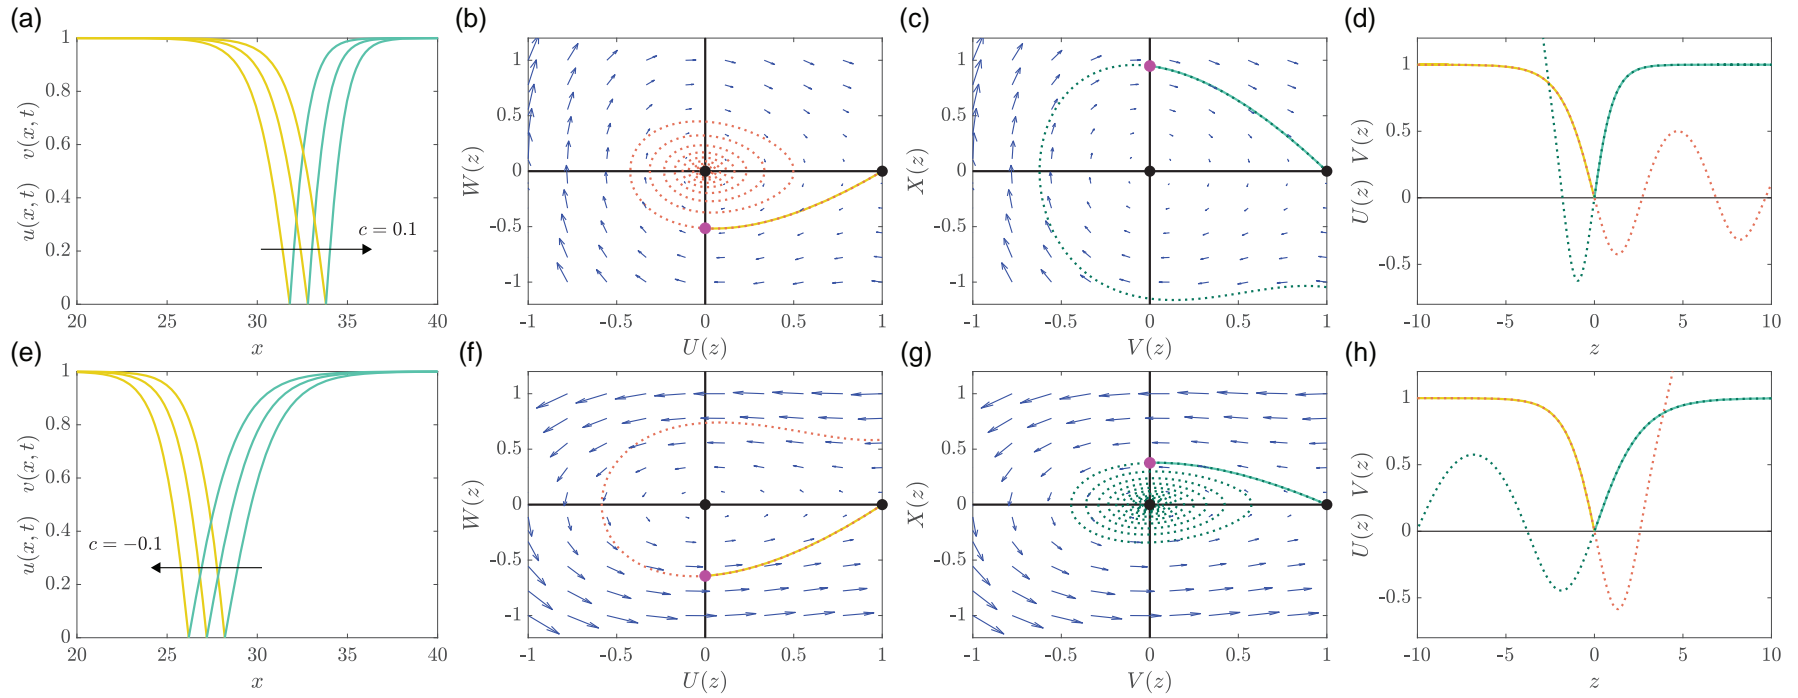 (a)
1
0.8
0.6
0.4
0.2
0
u(x, t)  v(x, t)
c = 0.1
20 25 30 35 40
x
(b)
1
0.5
0
-0.5
-1
W(z)
-1 -0.5 0 0.5 1
U(z)
(c)
1
0.5
0
-0.5
-1
X(z)
-1 -0.5 0 0.5 1
V(z)
(d)
1
0.5
0
-0.5
U(z)  V(z)
-10 -5 0 5 10
z
(e)
1
0.8
0.6
0.4
0.2
0
u(x, t)  v(x, t)
c = −0.1
20 25 30 35 40
x
(f)
1
0.5
0
-0.5
-1
W(z)
-1 -0.5 0 0.5 1
U(z)
(g)
1
0.5
0
-0.5
-1
X(z)
-1 -0.5 0 0.5 1
V(z)
(h)
1
0.5
0
-0.5
U(z)  V(z)
-10 -5 0 5 10
z